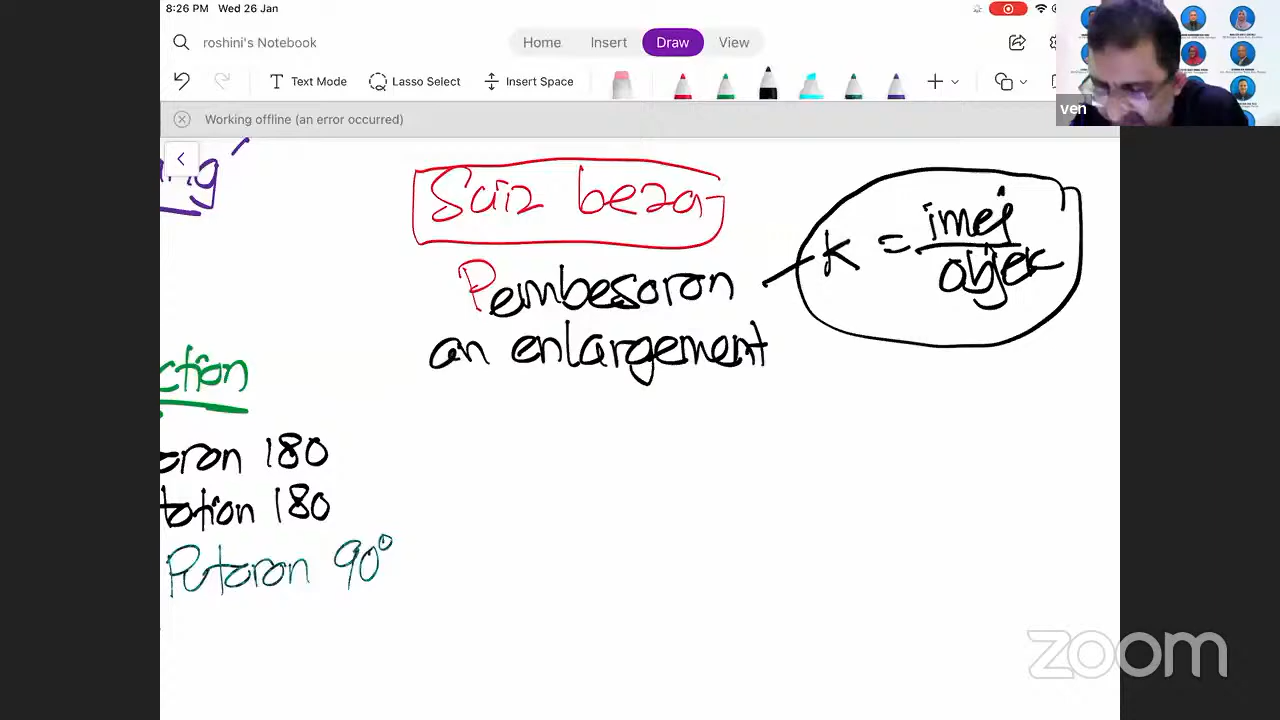 8:26 PM Wed 26 Jan
roshini's Notebook
Home Insert Draw View
Text Mode Lasso Select Insert Space
Working offline (an error occurred)
ven
Saiz beza
Pembesaran
an enlargement
k = imej
objek
ction
aran 180
tation 180
Putaran 90°
zoom